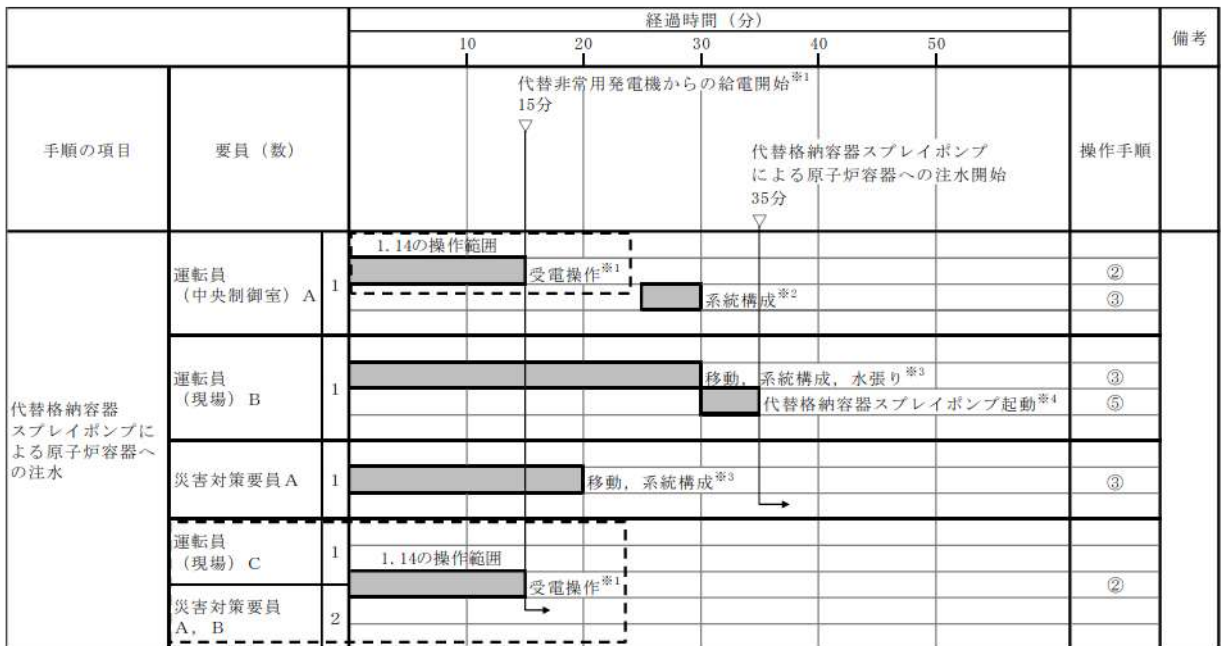 経過時間（分）
備考
10 20 30 40 50
手順の項目
要員（数）
操作手順
代替非常用発電機からの給電開始※1
15分
▽
代替格納容器スプレイポンプ
による原子炉容器への注水開始
35分
▽
代替格納容器
スプレイポンプに
よる原子炉容器へ
の注水
運転員
（中央制御室）A
1
1.14の操作範囲
受電操作※1
②
系統構成※2
③
運転員
（現場）B
1
移動，系統構成，水張り※3
③
代替格納容器スプレイポンプ起動※4
⑤
災害対策要員A
1
移動，系統構成※3
③
運転員
（現場）C
1
1.14の操作範囲
受電操作※1
②
災害対策要員
A，B
2